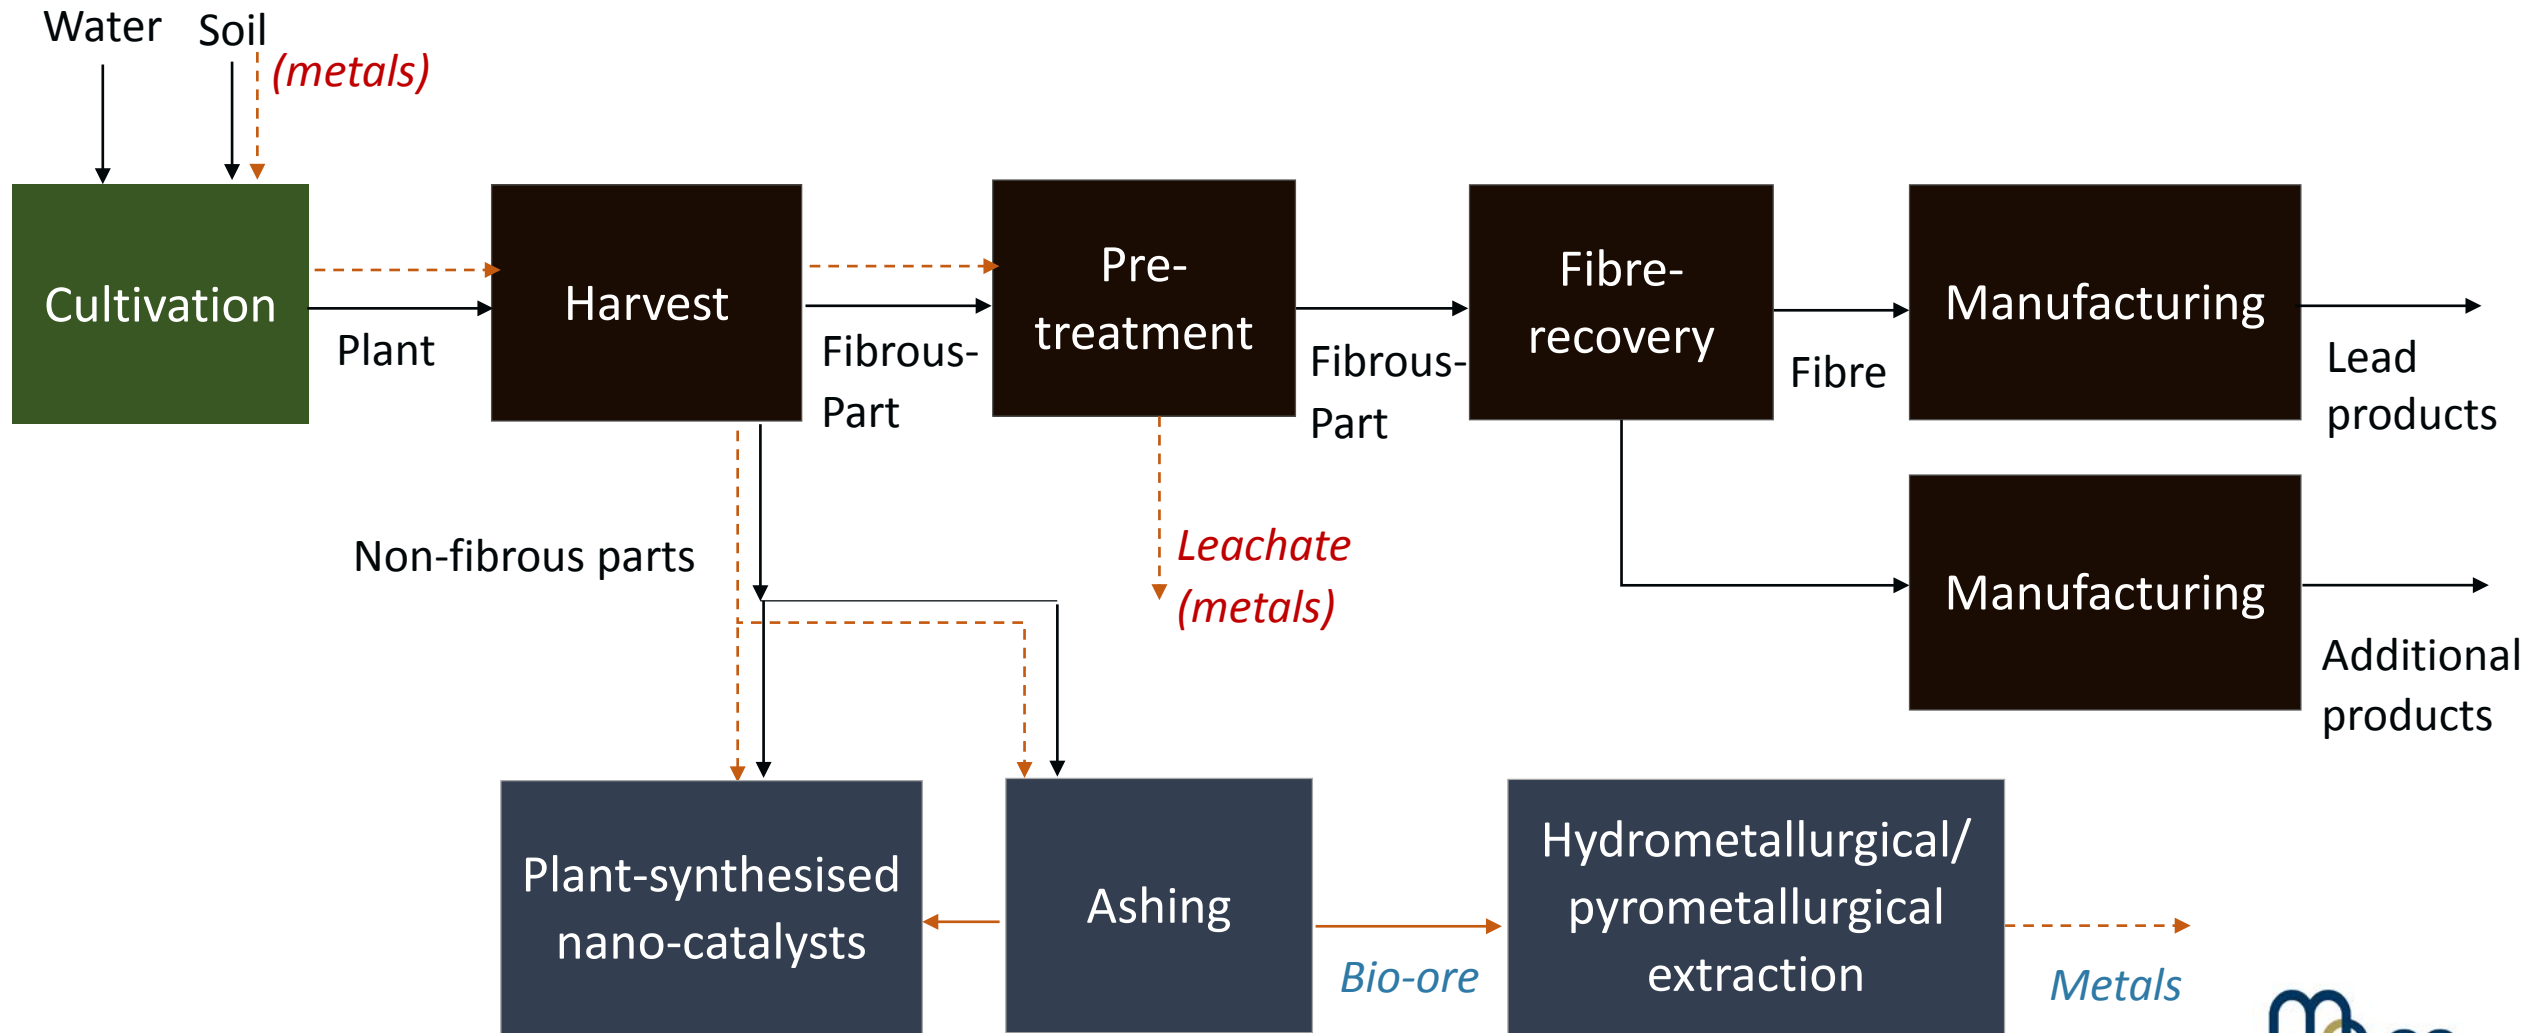 Water
Soil
(metals)
Cultivation
Plant
Harvest
Fibrous-
Part
Pre-
treatment
Fibrous-
Part
Fibre-
recovery
Fibre
Manufacturing
Lead
products
Non-fibrous parts
Leachate
(metals)
Manufacturing
Additional
products
Plant-synthesised
nano-catalysts
Ashing
Bio-ore
Hydrometallurgical/
pyrometallurgical
extraction
Metals